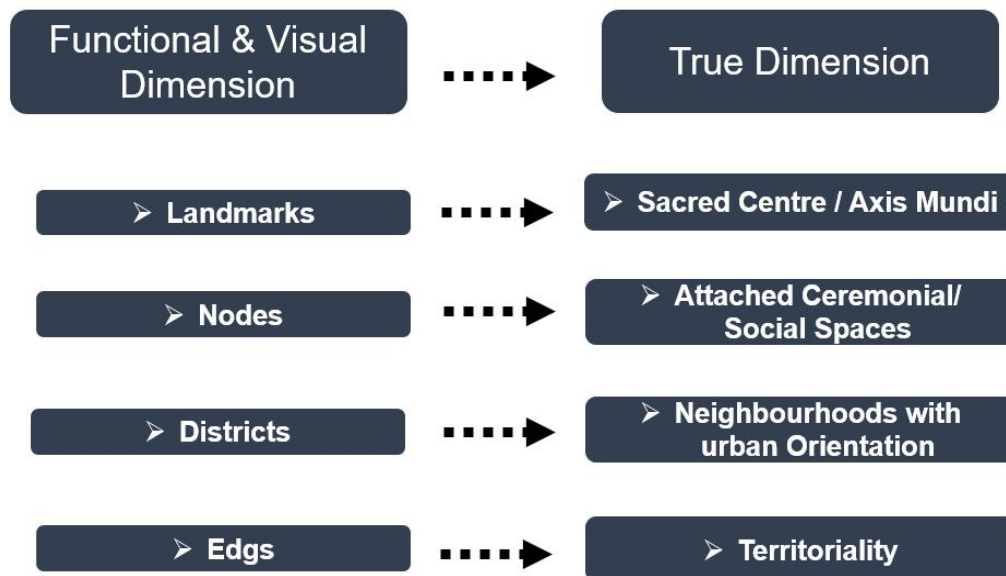 Functional & Visual
Dimension
True Dimension
➢ Landmarks
➢ Sacred Centre / Axis Mundi
➢ Nodes
➢ Attached Ceremonial/
Social Spaces
➢ Districts
➢ Neighbourhoods with
urban Orientation
➢ Edgs
➢ Territoriality